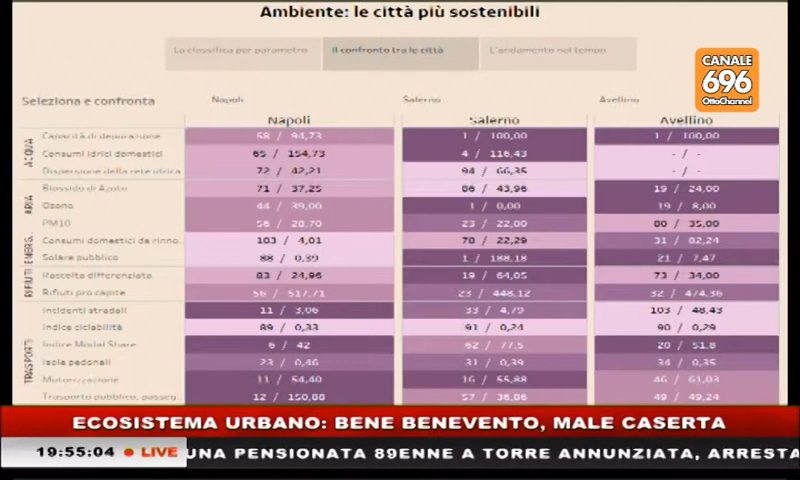 Ambiente: le città più sostenibili
La classifica per parametro Il confronto tra le città L'andamento nel tempo
CANALE
696
OttoChannel
Seleziona e confronta Napoli Salerno Avellino
Napoli Salerno Avellino
ACQUA
Capacità di depurazione 58 / 94,73 1 / 100,00 1 / 100,00
Consumi idrici domestici 65 / 154,73 4 / 116,43 - / -
Dispersione della rete idrica 72 / 42,21 94 / 66,35 - / -
ARIA
Biossido di Azoto 71 / 37,25 86 / 43,96 19 / 24,00
Ozono 44 / 39,00 1 / 0,00 19 / 8,00
PM10 56 / 28,70 23 / 22,00 80 / 35,00
ENERG..
Consumi domestici da rinno.. 103 / 4,01 78 / 22,29 31 / 82,24
Solare pubblico 88 / 0,39 1 / 188,18 21 / 7,47
RIFIUTI
Raccolta differenziata 83 / 24,96 19 / 64,05 73 / 34,00
Rifiuti pro capite 56 / 517,71 23 / 448,12 32 / 474,36
TRASPORTI
Incidenti stradali 11 / 3,06 33 / 4,79 103 / 48,43
Indice ciclabilità 89 / 0,33 91 / 0,24 90 / 0,29
Indice Modal Share 6 / 42 62 / 77,5 20 / 51,8
Isole pedonali 23 / 0,46 31 / 0,39 34 / 0,35
Motorizzazione 11 / 54,40 16 / 55,88 46 / 61,03
Trasporto pubblico, passeg.. 12 / 150,88 57 / 36,86 49 / 49,24
ECOSISTEMA URBANO: BENE BENEVENTO, MALE CASERTA
19:55:04 LIVE UNA PENSIONATA 89ENNE A TORRE ANNUNZIATA, ARRESTA